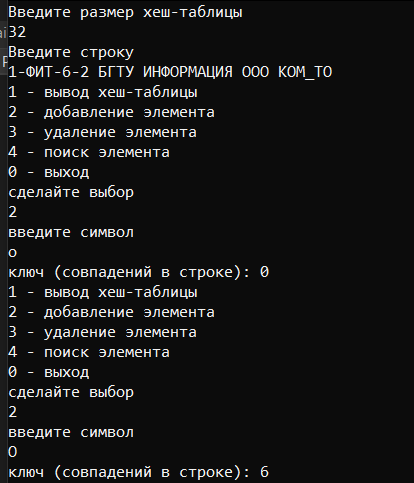 Введите размер хеш-таблицы
32
Введите строку
1-ФИТ-6-2 БГТУ ИНФОРМАЦИЯ ООО КОМ_ТО
1 - вывод хеш-таблицы
2 - добавление элемента
3 - удаление элемента
4 - поиск элемента
0 - выход
сделайте выбор
2
введите символ
о
ключ (совпадений в строке): 0
1 - вывод хеш-таблицы
2 - добавление элемента
3 - удаление элемента
4 - поиск элемента
0 - выход
сделайте выбор
2
введите символ
О
ключ (совпадений в строке): 6